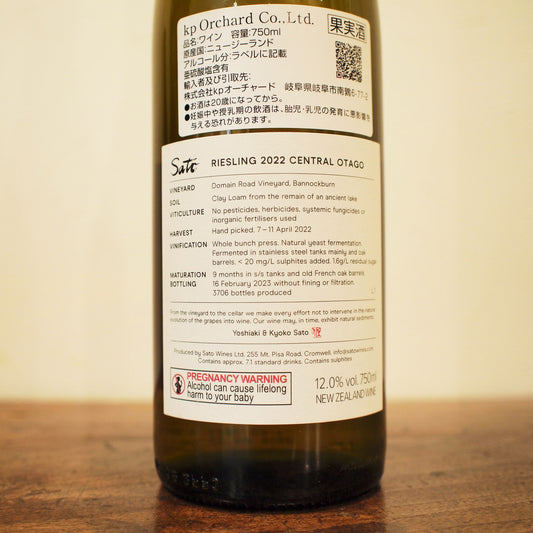 kp Orchard Co.,Ltd.
果実酒
品名:ワイン 容量:750ml
原産国:ニュージーランド
アルコール分:ラベルに記載
亜硫酸塩含有
輸入者及び引取先:
株式会社kpオーチャード 岐阜県岐阜市南鶉6-77-2
●お酒は20歳になってから。
●妊娠中や授乳期の飲酒は、胎児・乳児の発育に悪影響を
与える恐れがあります。
Sato RIESLING 2022 CENTRAL OTAGO
VINEYARD Domain Road Vineyard, Bannockburn
SOIL Clay Loam from the remain of an ancient lake
VITICULTURE No pesticides, herbicides, systemic fungicides or
inorganic fertilisers used
HARVEST Hand picked. 7 – 11 April 2022
VINIFICATION Whole bunch press. Natural yeast fermentation.
Fermented in stainless steel tanks mainly and oak
barrels. < 20 mg/L sulphites added. 1.6g/L residual sugar
MATURATION 9 months in s/s tanks and old French oak barrels.
BOTTLING 16 February 2023 without fining or filtration.
3706 bottles produced
From the vineyard to the cellar we make every effort not to intervene in the natural
evolution of the grapes into wine. Our wine may, in time, exhibit natural sediments.
Yoshiaki & Kyoko Sato
Produced by Sato Wines Ltd. 255 Mt. Pisa Road, Cromwell, info@satowines.com
Contains approx. 7.1 standard drinks. Contains sulphites
PREGNANCY WARNING
Alcohol can cause lifelong
harm to your baby
12.0% vol. 750ml
NEW ZEALAND WINE